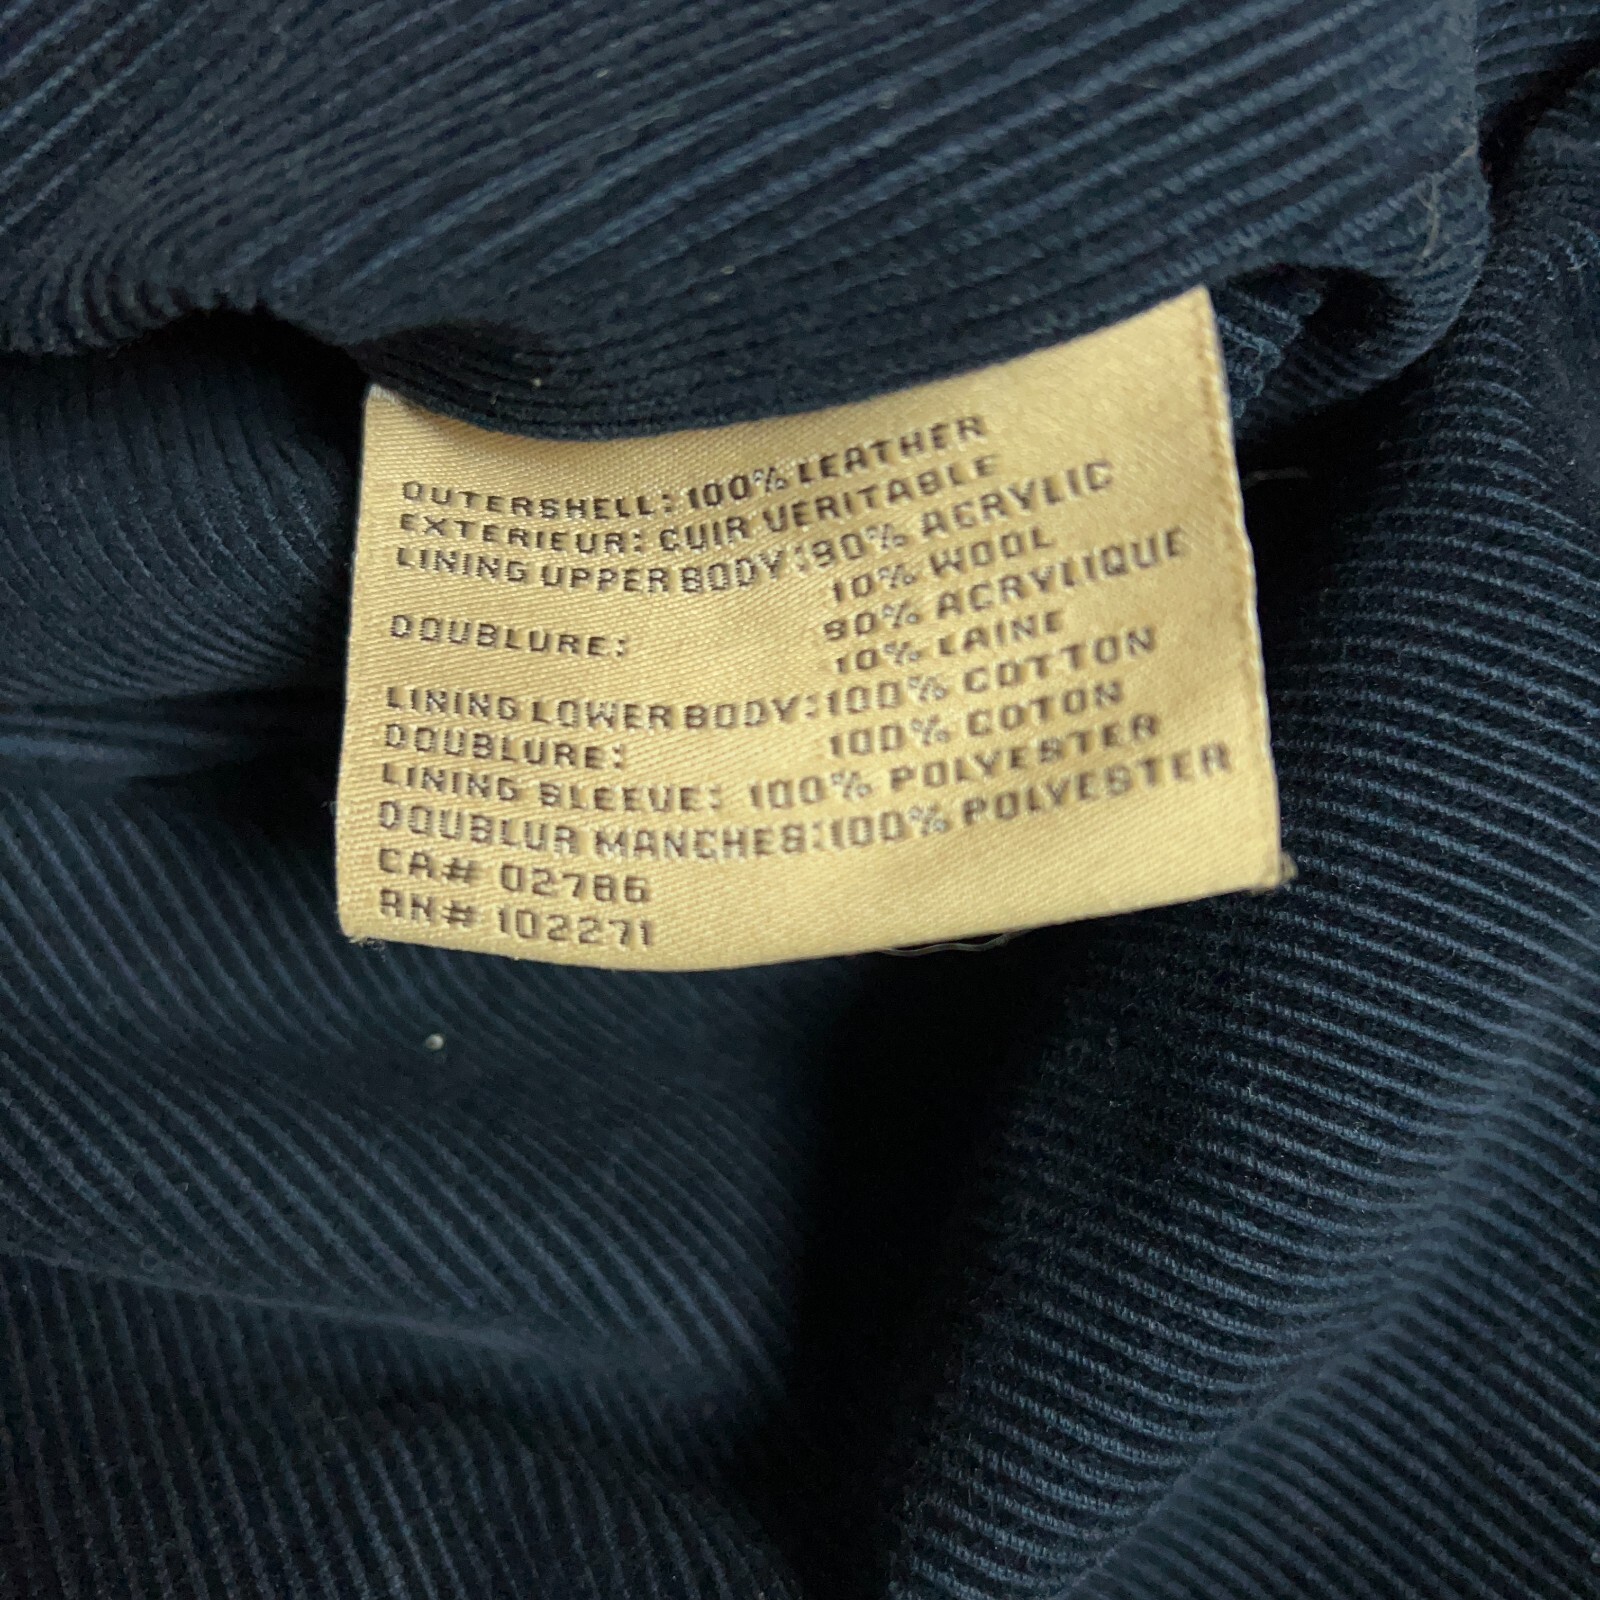 OUTERSHELL: 100% LEATHER
EXTERIEUR: CUIR VERITABLE
LINING UPPER BODY: 90% ACRYLIC
10% WOOL
DOUBLURE: 90% ACRYLIQUE
10% LAINE
LINING LOWER BODY: 100% COTTON
DOUBLURE: 100% COTON
LINING SLEEVE: 100% POLYESTER
DOUBLUR MANCHES: 100% POLYESTER
CA# 02786
RN# 102271